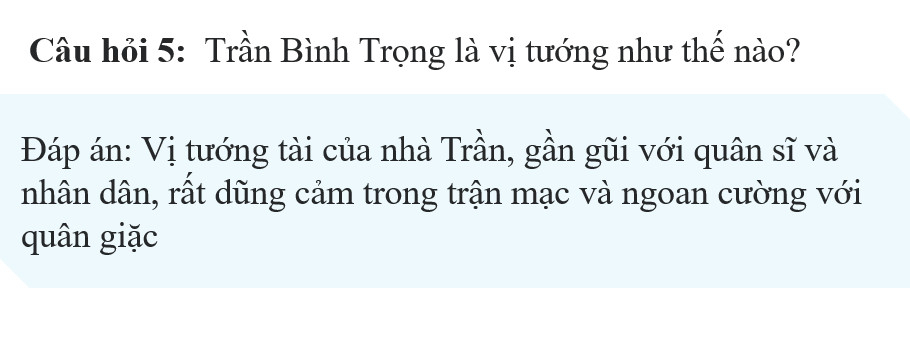 Câu hỏi 5: Trần Bình Trọng là vị tướng như thế nào?
Đáp án: Vị tướng tài của nhà Trần, gần gũi với quân sĩ và
nhân dân, rất dũng cảm trong trận mạc và ngoan cường với
quân giặc